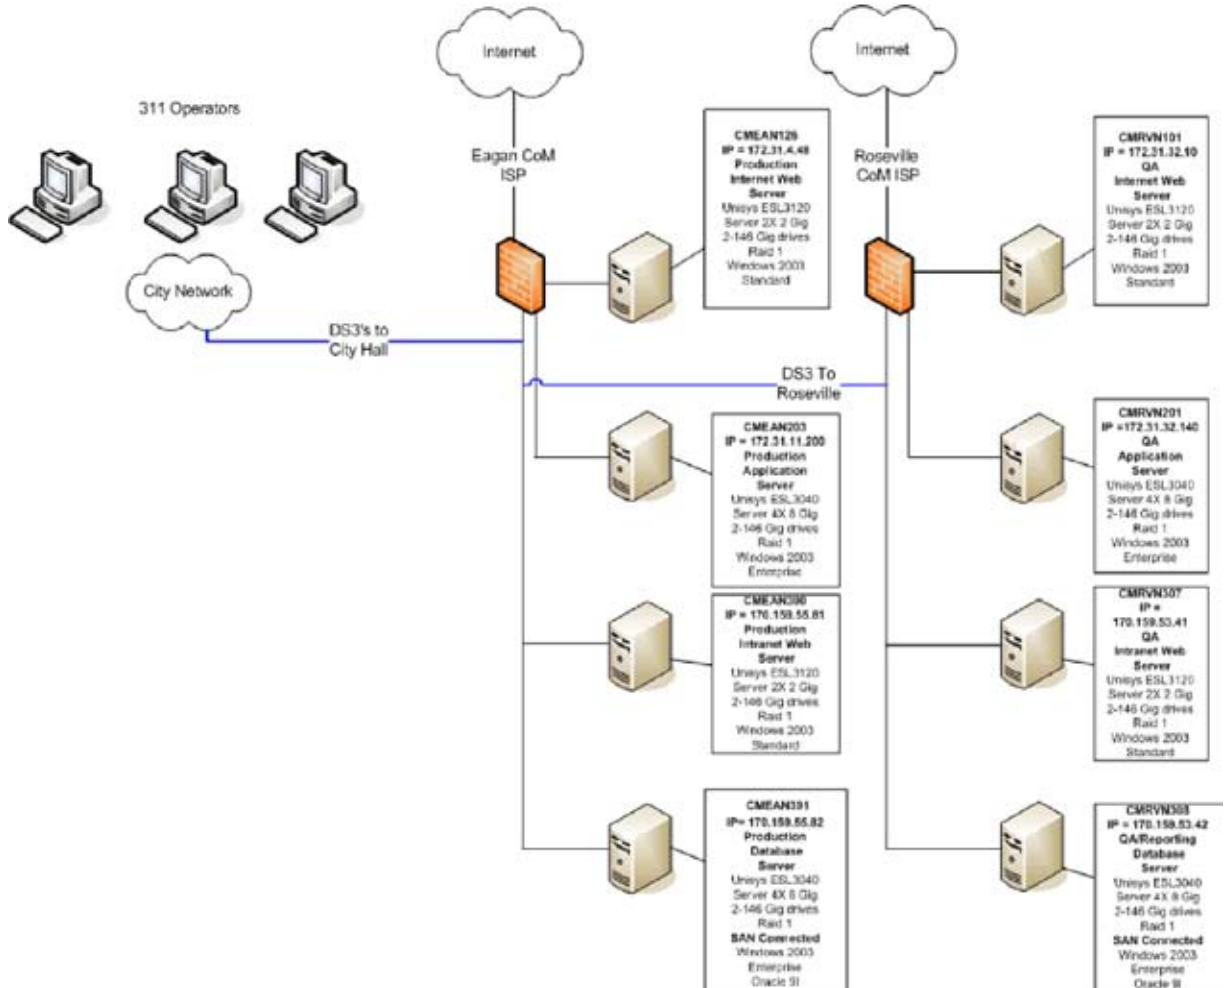 Internet
Internet
311 Operators
Eagan CoM
ISP
Roseville
CoM ISP
City Network
DS3's to
City Hall
DS3 To
Roseville
CMEAN126
IP = 172.31.4.48
Production
Internet Web
Server
Unisys ESL3120
Server 2X 2 Gig
2-146 Gig drives
Raid 1
Windows 2003
Standard
CMRVN101
IP = 172.31.32.10
QA
Internet Web
Server
Unisys ESL3120
Server 2X 2 Gig
2-146 Gig drives
Raid 1
Windows 2003
Standard
CMEAN203
IP = 172.31.11.200
Production
Application
Server
Unisys ESL3040
Server 4X 8 Gig
2-146 Gig drives
Raid 1
Windows 2003
Enterprise
CMRVN201
IP =172.31.32.140
QA
Application
Server
Unisys ESL3040
Server 4X 8 Gig
2-146 Gig drives
Raid 1
Windows 2003
Enterprise
IP = 170.159.55.81
Production
Intranet Web
Server
Unisys ESL3120
Server 2X 2 Gig
2-146 Gig drives
Raid 1
Windows 2003
Standard
CMRVN307
IP =
170.159.53.41
QA
Intranet Web
Server
Unisys ESL3120
Server 2X 2 Gig
2-146 Gig drives
Raid 1
Windows 2003
Standard
CMEAN391
IP= 170.159.55.82
Production
Database
Server
Unisys ESL3040
Server 4X 8 Gig
2-146 Gig drives
Raid 1
SAN Connected
Windows 2003
Enterprise
Oracle 9I
CMRVN308
IP = 170.159.53.42
QA/Reporting
Database
Server
Unisys ESL3040
Server 4X 8 Gig
2-146 Gig drives
Raid 1
SAN Connected
Windows 2003
Enterprise
Oracle 9I